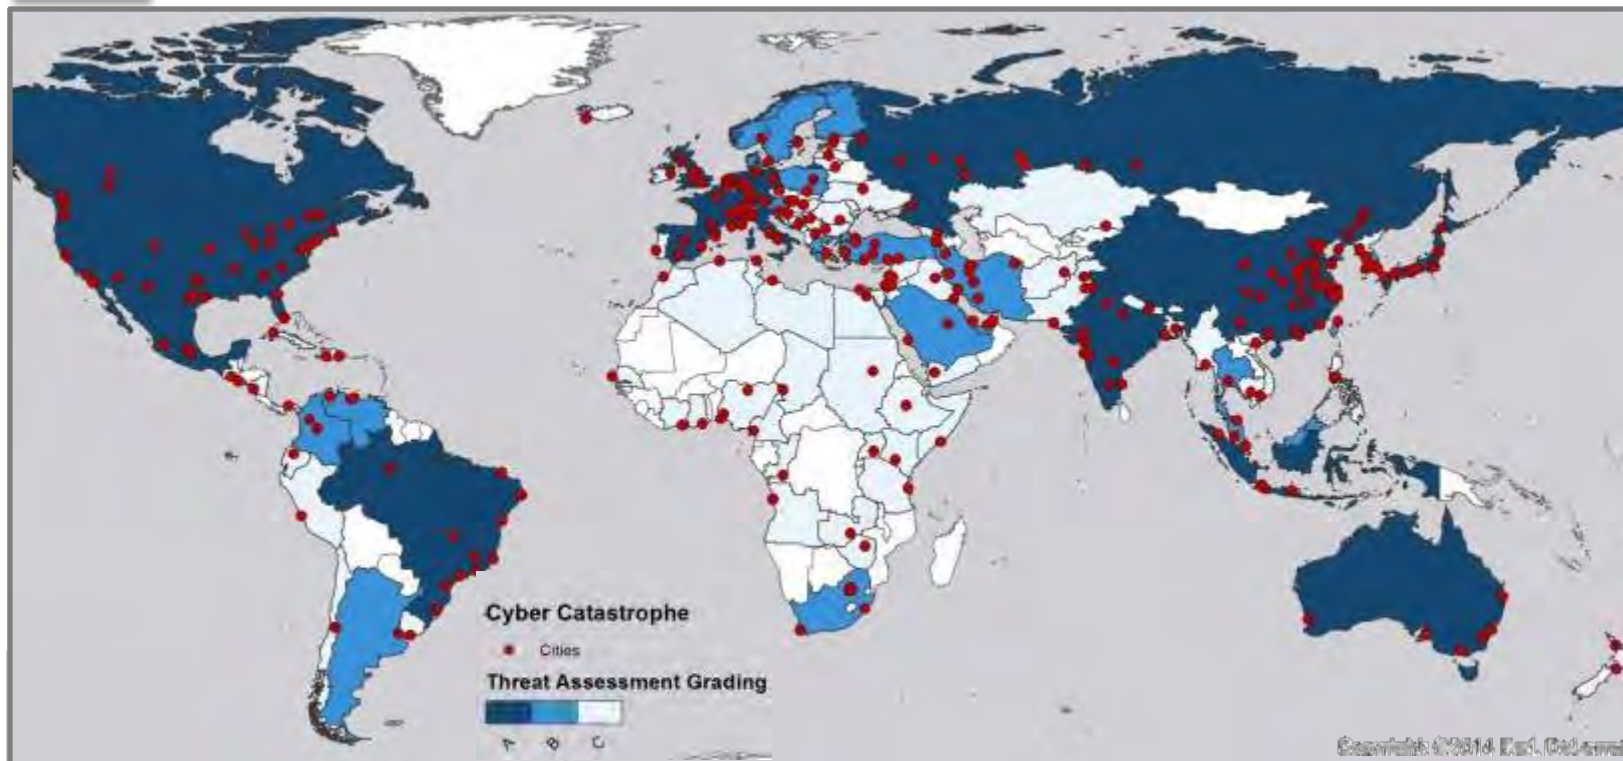 Cyber Catastrophe
Cities
Threat Assessment Grading
A B C